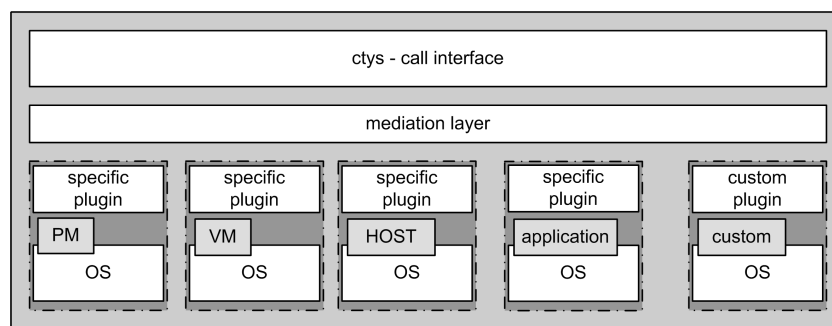 ctys - call interface
mediation layer
specific specific specific specific custom
plugin plugin plugin plugin plugin
PM VM HOST application custom
OS OS OS OS OS